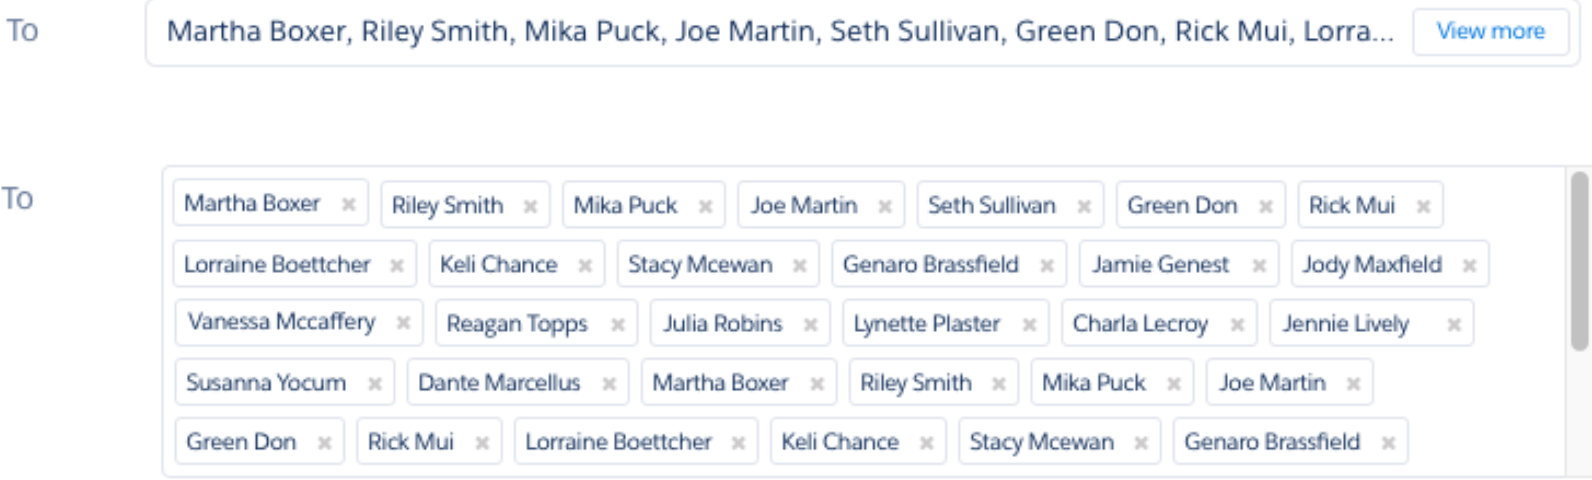 To Martha Boxer, Riley Smith, Mika Puck, Joe Martin, Seth Sullivan, Green Don, Rick Mui, Lorra... View more
To Martha Boxer Riley Smith Mika Puck Joe Martin Seth Sullivan Green Don Rick Mui
Lorraine Boettcher Keli Chance Stacy Mcewan Genaro Brassfield Jamie Genest Jody Maxfield
Vanessa Mccaffery Reagan Topps Julia Robins Lynette Plaster Charla Lecroy Jennie Lively
Susanna Yocum Dante Marcellus Martha Boxer Riley Smith Mika Puck Joe Martin
Green Don Rick Mui Lorraine Boettcher Keli Chance Stacy Mcewan Genaro Brassfield